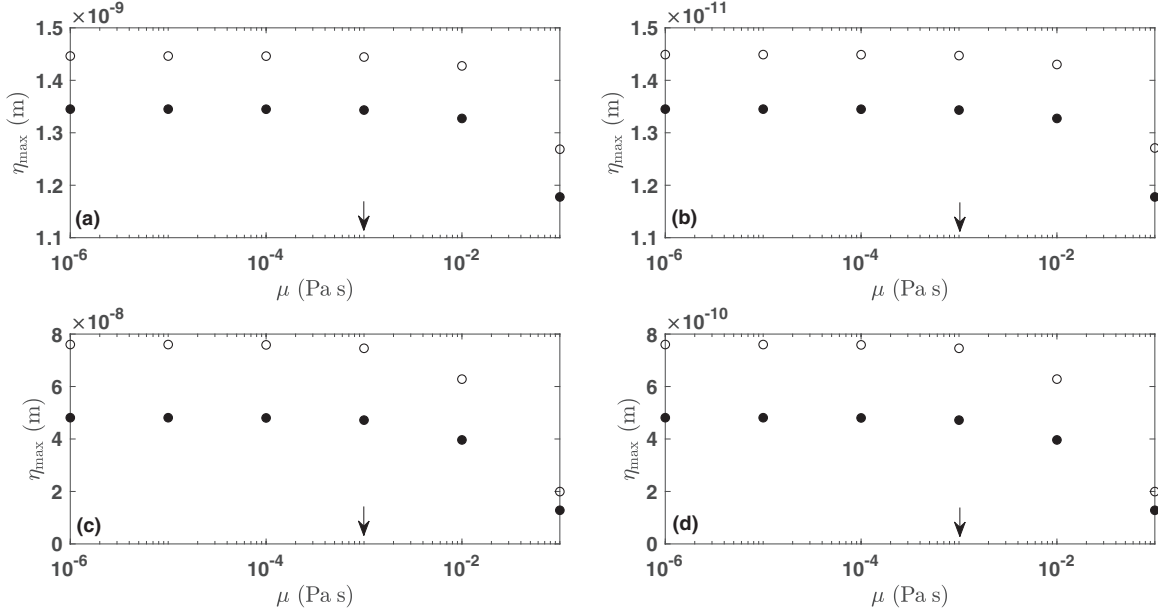 ×10⁻⁹
1.5
1.4
1.3
1.2
1.1
η_max (m)
(a)
10⁻⁶ 10⁻⁴ 10⁻²
μ (Pa s)
×10⁻¹¹
1.5
1.4
1.3
1.2
1.1
η_max (m)
(b)
10⁻⁶ 10⁻⁴ 10⁻²
μ (Pa s)
×10⁻⁸
8
6
4
2
0
η_max (m)
(c)
10⁻⁶ 10⁻⁴ 10⁻²
μ (Pa s)
×10⁻¹⁰
8
6
4
2
0
η_max (m)
(d)
10⁻⁶ 10⁻⁴ 10⁻²
μ (Pa s)